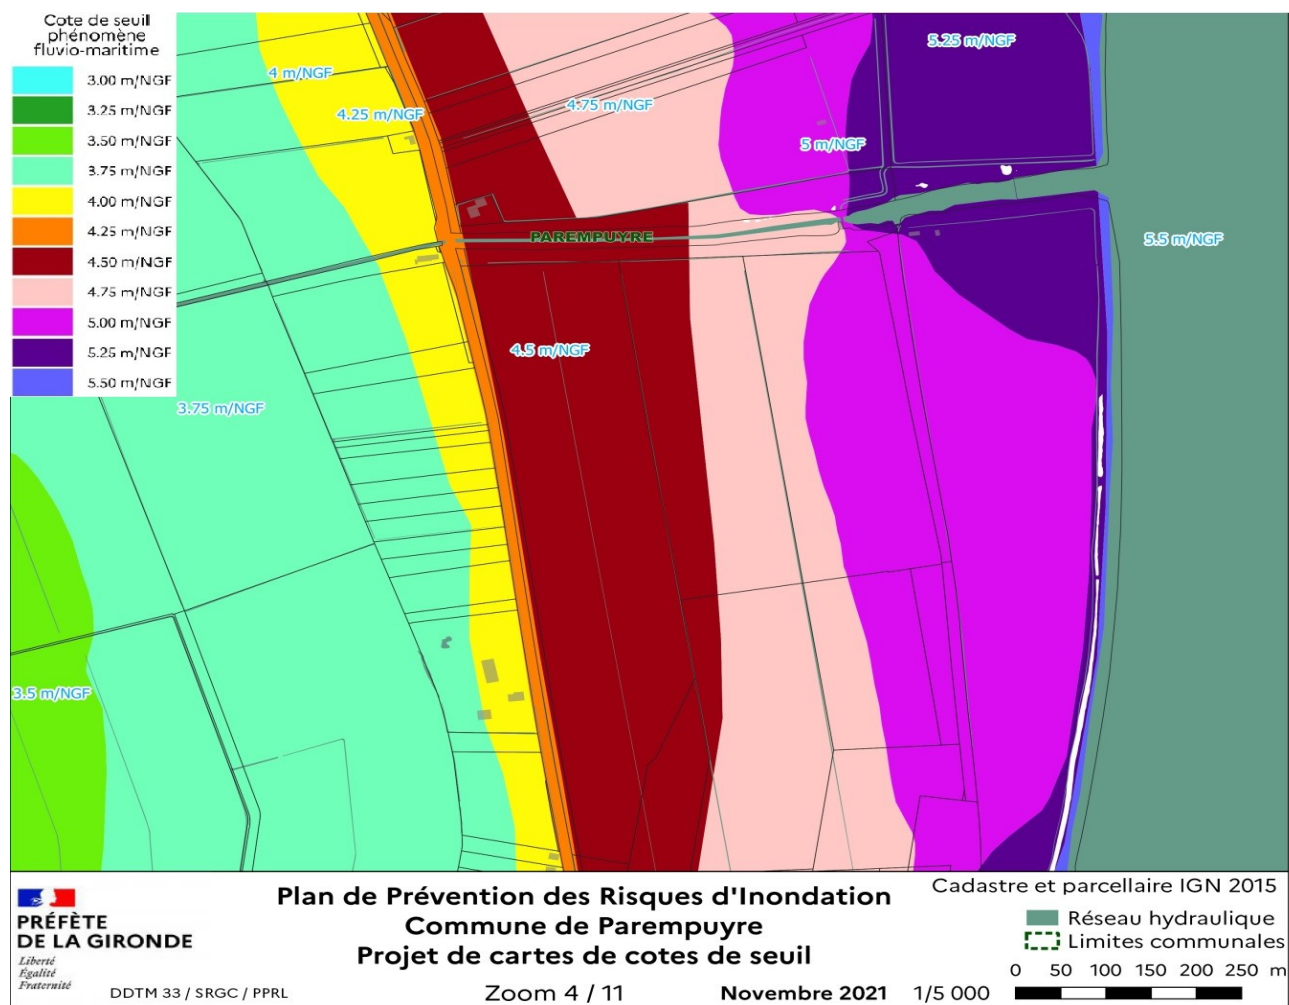 Cote de seuil
phénomène
fluvio-maritime
3.00 m/NGF
3.25 m/NGF
3.50 m/NGF
3.75 m/NGF
4.00 m/NGF
4.25 m/NGF
4.50 m/NGF
4.75 m/NGF
5.00 m/NGF
5.25 m/NGF
5.50 m/NGF
4 m/NGF
4.25 m/NGF
4.75 m/NGF
5.25 m/NGF
5 m/NGF
PAREMPUYRE
5.5 m/NGF
4.5 m/NGF
3.75 m/NGF
3.5 m/NGF
PRÉFÈTE
DE LA GIRONDE
Liberté
Égalité
Fraternité
DDTM 33 / SRGC / PPRL
Plan de Prévention des Risques d'Inondation
Commune de Parempuyre
Projet de cartes de cotes de seuil
Zoom 4 / 11
Novembre 2021
1/5 000
Cadastre et parcellaire IGN 2015
Réseau hydraulique
Limites communales
0 50 100 150 200 250 m